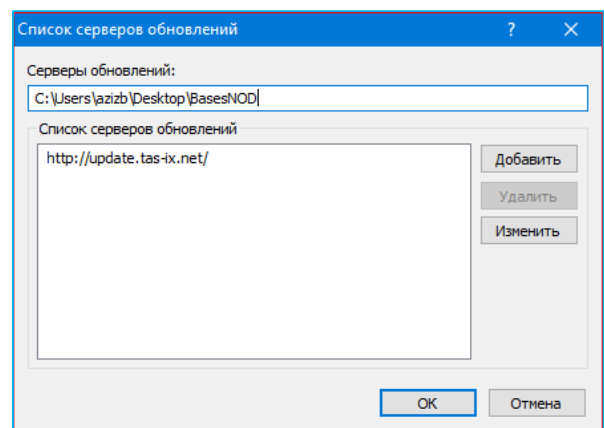 Список серверов обновлений
?
Серверы обновлений:
C:\Users\azizb\Desktop\BasesNOD
Список серверов обновлений
http://update.tas-ix.net/
Добавить
Удалить
Изменить
OK
Отмена